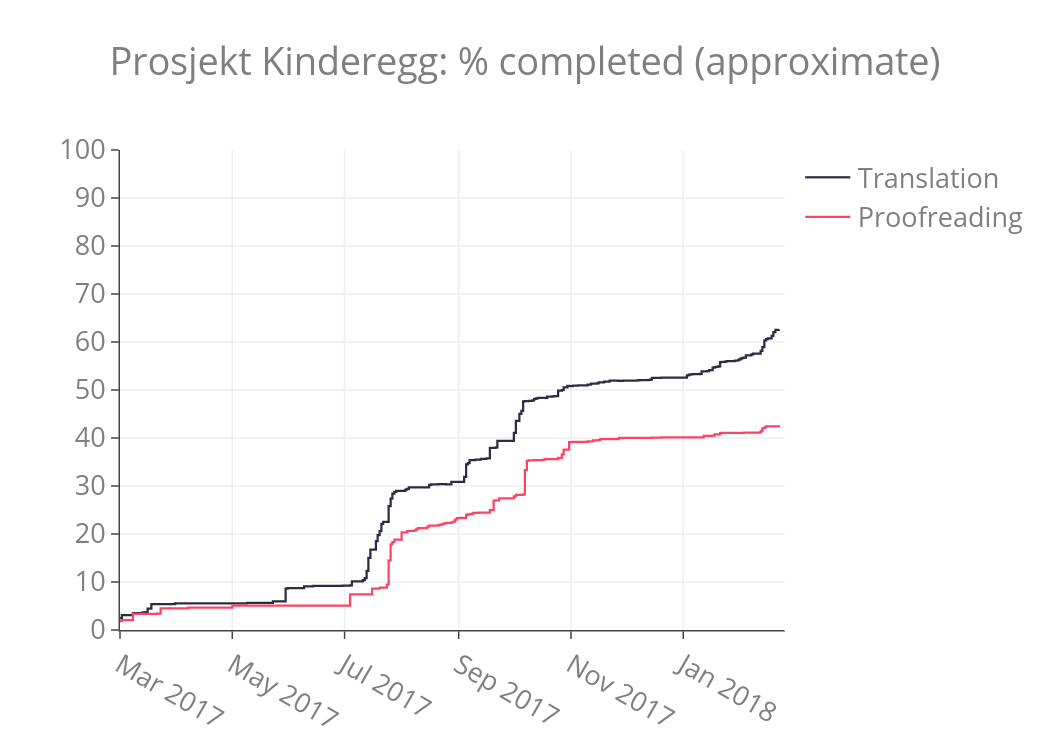 Prosjekt Kinderegg: % completed (approximate)
100
90
80
70
60
50
40
30
20
10
0
Mar 2017
May 2017
Jul 2017
Sep 2017
Nov 2017
Jan 2018
Translation
Proofreading